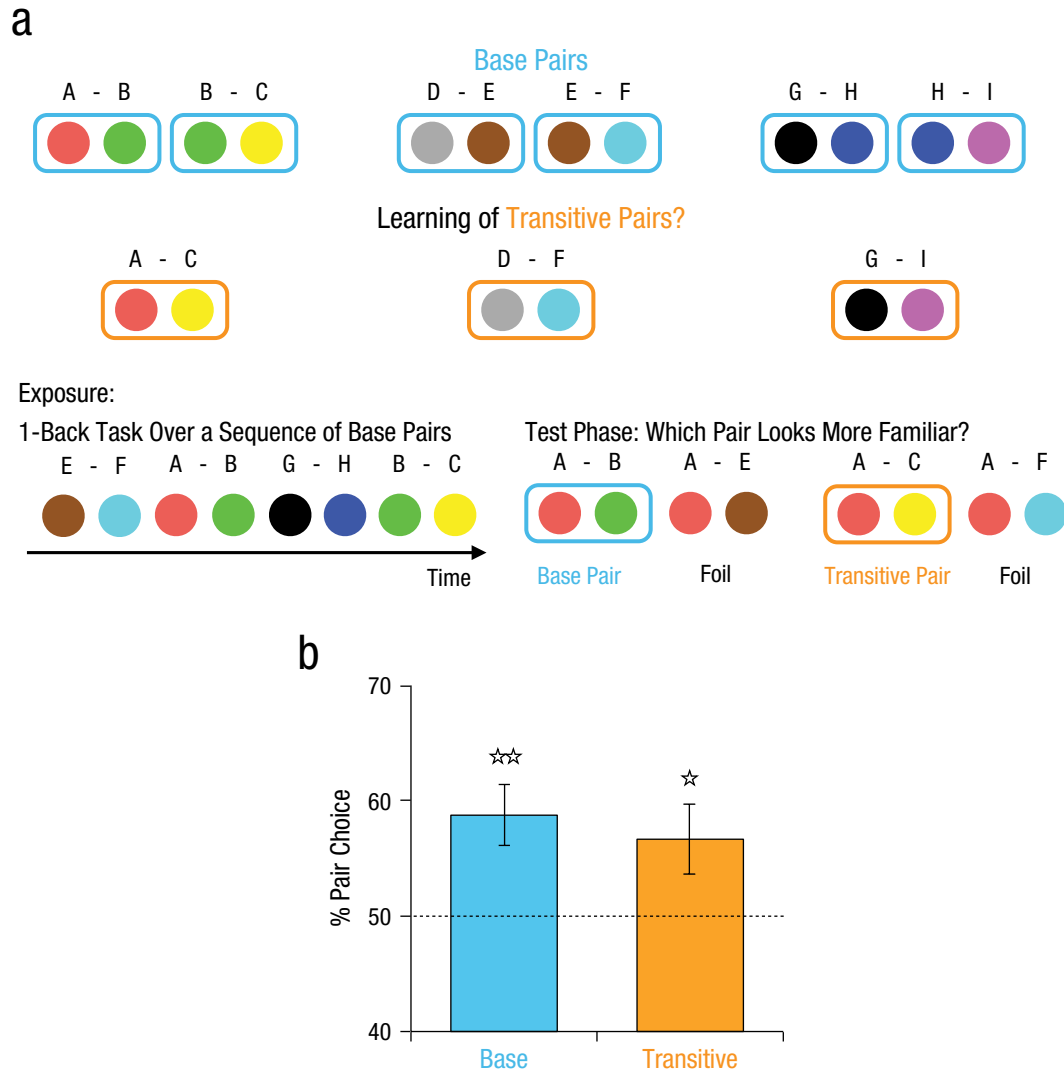 a
Base Pairs
A - B B - C D - E E - F G - H H - I
Learning of Transitive Pairs?
A - C D - F G - I
Exposure:
1-Back Task Over a Sequence of Base Pairs
E - F A - B G - H B - C
Time
Test Phase: Which Pair Looks More Familiar?
A - B A - E A - C A - F
Base Pair Foil Transitive Pair Foil
b
% Pair Choice
70
60
50
40
Base Transitive